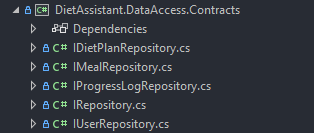 C# DietAssistant.DataAccess.Contracts
Dependencies
C# IDietPlanRepository.cs
C# IMealRepository.cs
C# IProgressLogRepository.cs
C# IRepository.cs
C# IUserRepository.cs